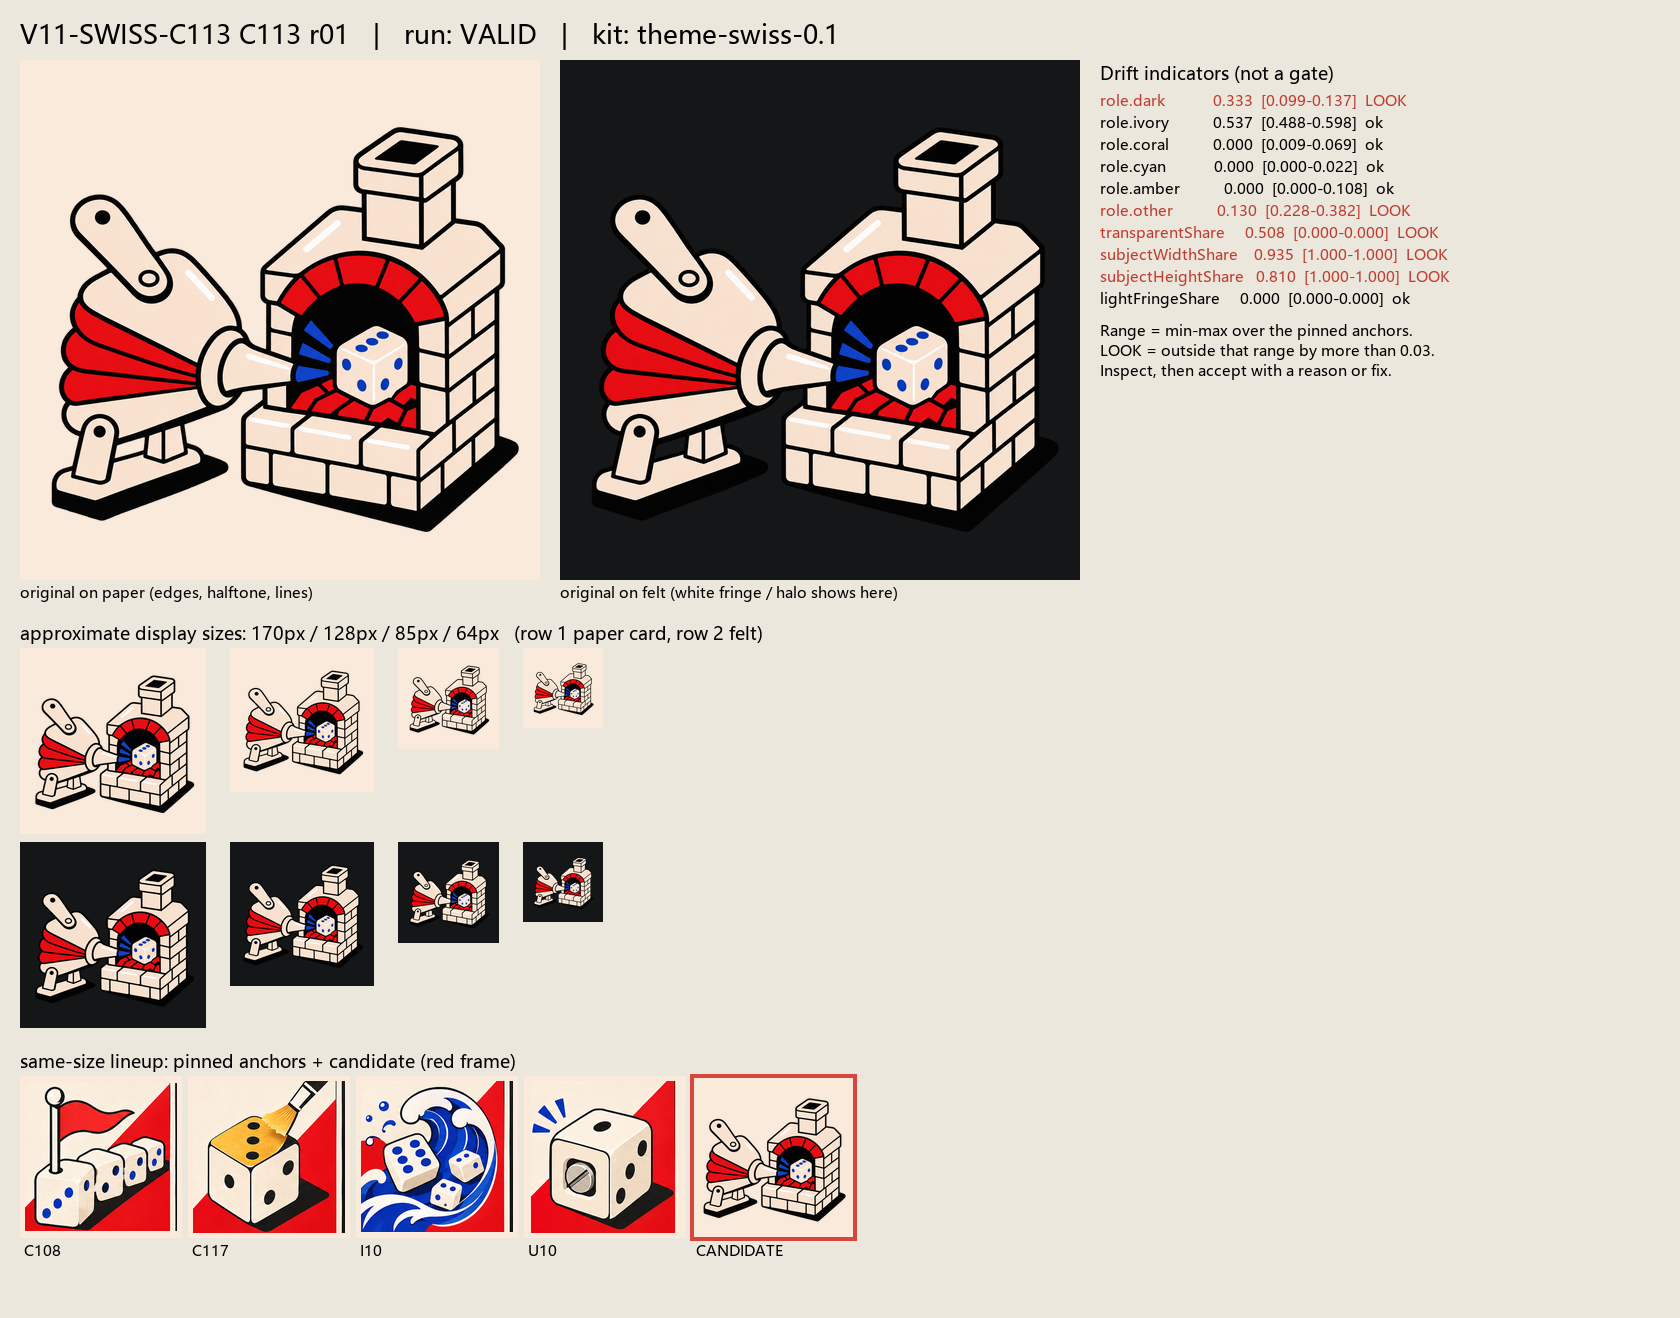 V11-SWISS-C113 C113 r01 | run: VALID | kit: theme-swiss-0.1
Drift indicators (not a gate)
role.dark 0.333 [0.099-0.137] LOOK
role.ivory 0.537 [0.488-0.598] ok
role.coral 0.000 [0.009-0.069] ok
role.cyan 0.000 [0.000-0.022] ok
role.amber 0.000 [0.000-0.108] ok
role.other 0.130 [0.228-0.382] LOOK
transparentShare 0.508 [0.000-0.000] LOOK
subjectWidthShare 0.935 [1.000-1.000] LOOK
subjectHeightShare 0.810 [1.000-1.000] LOOK
lightFringeShare 0.000 [0.000-0.000] ok
Range = min-max over the pinned anchors.
LOOK = outside that range by more than 0.03.
Inspect, then accept with a reason or fix.
original on paper (edges, halftone, lines)
original on felt (white fringe / halo shows here)
approximate display sizes: 170px / 128px / 85px / 64px (row 1 paper card, row 2 felt)
same-size lineup: pinned anchors + candidate (red frame)
C108
C117
I10
U10
CANDIDATE